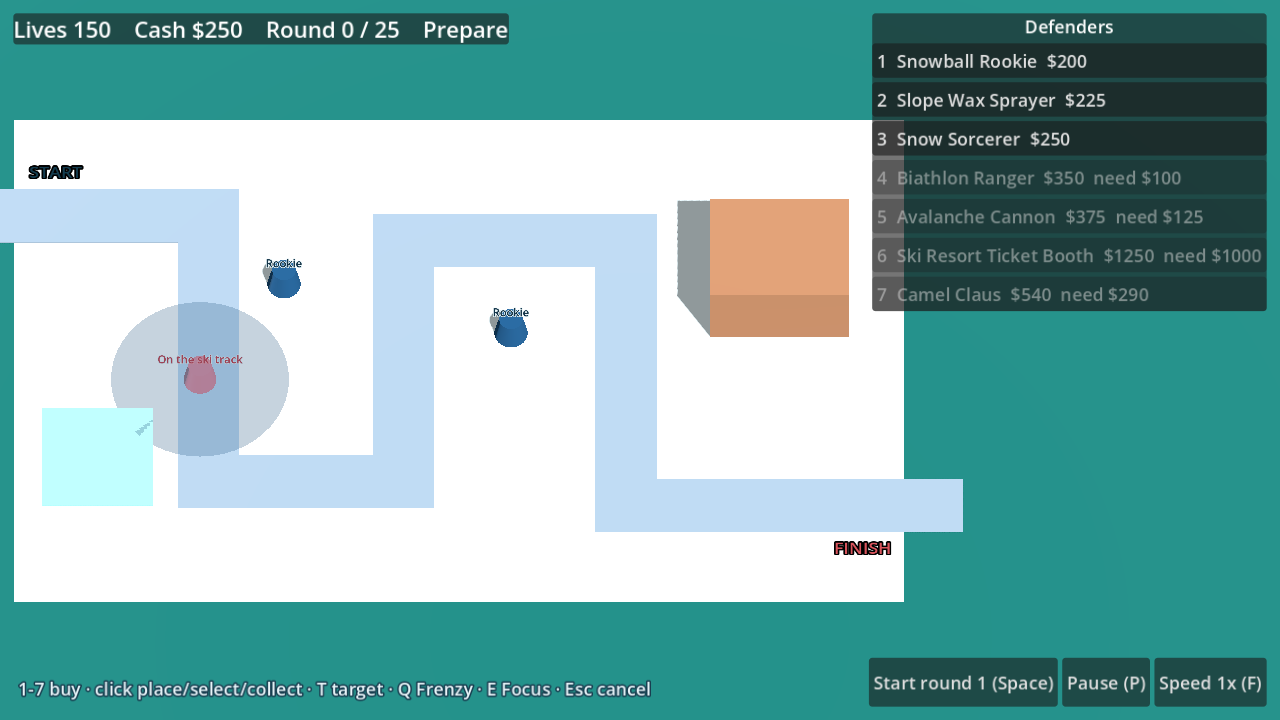 Lives 150 Cash $250 Round 0 / 25 Prepare
Defenders
1 Snowball Rookie $200
2 Slope Wax Sprayer $225
3 Snow Sorcerer $250
4 Biathlon Ranger $350 need $100
5 Avalanche Cannon $375 need $125
6 Ski Resort Ticket Booth $1250 need $1000
7 Camel Claus $540 need $290
START
Rookie
Rookie
On the ski track
FINISH
1-7 buy · click place/select/collect · T target · Q Frenzy · E Focus · Esc cancel
Start round 1 (Space)
Pause (P)
Speed 1x (F)